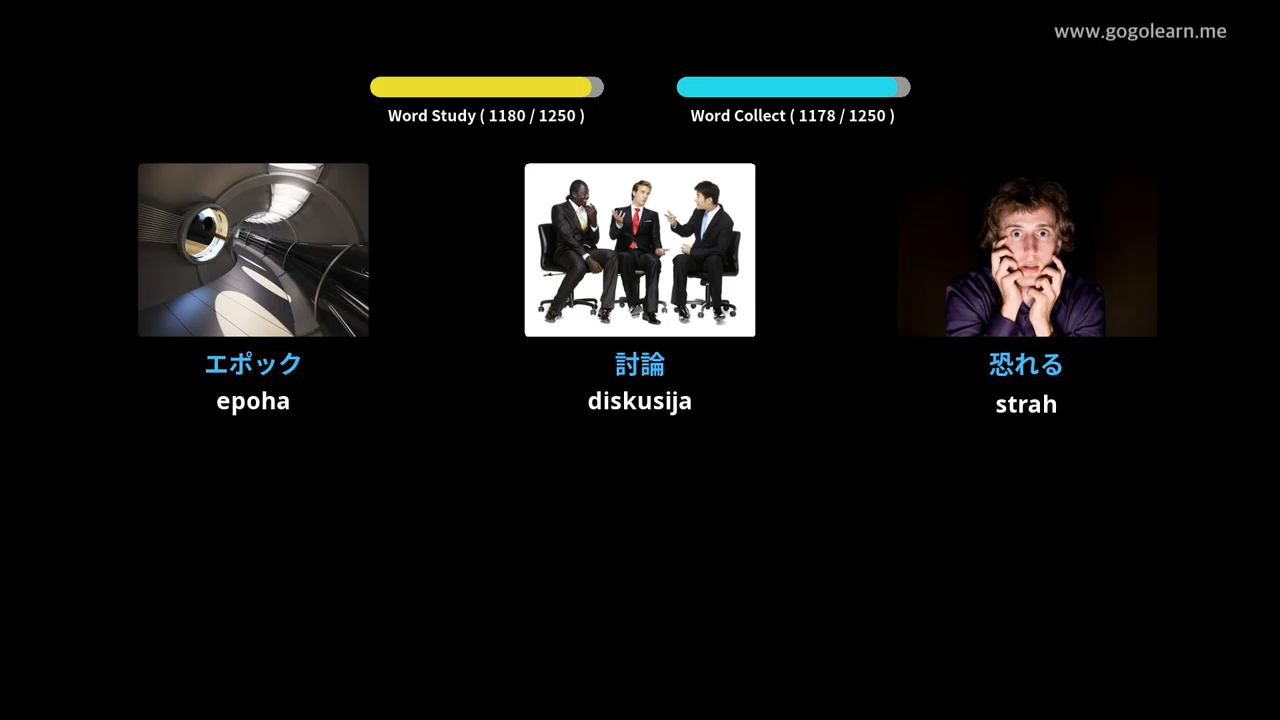 www.gogolearn.me
Word Study ( 1180 / 1250 )
Word Collect ( 1178 / 1250 )
エポック
epoha
討論
diskusija
恐れる
strah